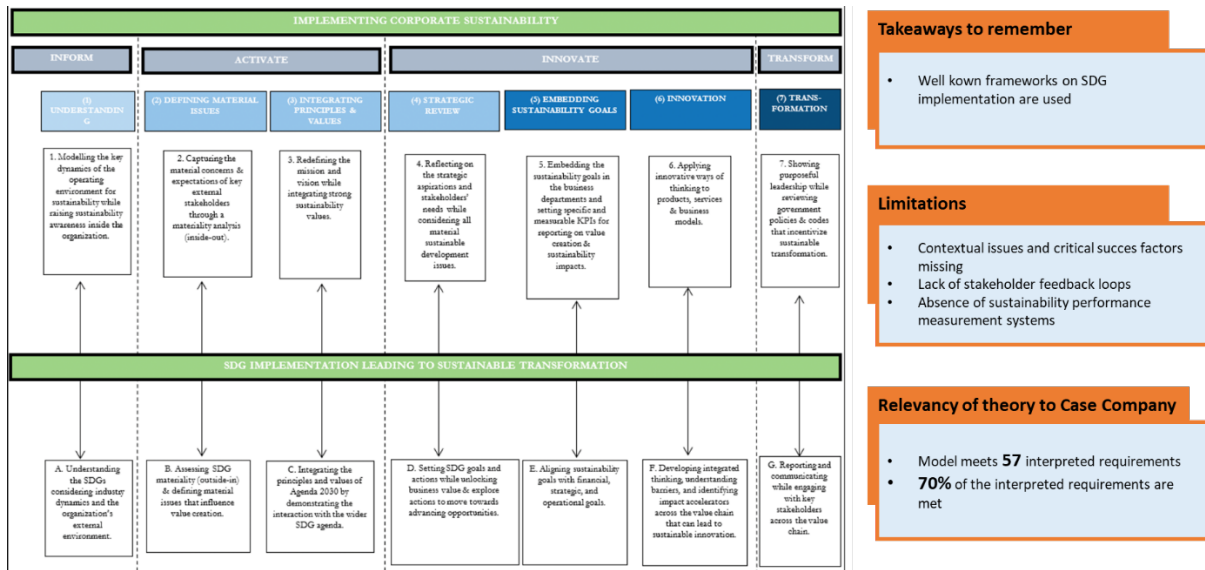 IMPLEMENTING CORPORATE SUSTAINABILITY
INFORM
ACTIVATE
INNOVATE
TRANSFORM
(1)
UNDERSTANDIN
G
(2) DEFINING MATERIAL
ISSUES
(3) INTEGRATING
PRINCIPLES &
VALUES
(4) STRATEGIC
REVIEW
(5) EMBEDDING
SUSTAINABILITY GOALS
(6) INNOVATION
(7) TRANS-
FORMATION
1. Modelling the key
dynamics of the
operating environment
for sustainability while
raising sustainability
awareness inside the
organization.
2. Capturing the
material concerns &
expectations of key
external
stakeholders
through a
materiality analysis
(inside-out).
3. Redefining the
mission and
vision while
integrating strong
sustainability
values.
4. Reflecting on
the strategic
aspirations and
stakeholders'
needs while
considering all
material
sustainable
development
issues.
5. Embedding the
sustainability goals in
the business
departments and
setting specific and
measurable KPIs for
reporting on value
creation &
sustainability
impacts.
6. Applying
innovative ways of
thinking to
products, services
& business
models.
7. Showing
purposeful
leadership while
reviewing
government
policies & codes
that incentivize
sustainable
transformation.
SDG IMPLEMENTATION LEADING TO SUSTAINABLE TRANSFORMATION
A. Understanding
the SDGs
considering industry
dynamics and the
organization's
external
environment.
B. Assessing SDG
materiality (outside-in)
& defining material
issues that influence
value creation.
C. Integrating the
principles and values
of Agenda 2030 by
demonstrating the
interaction with the
wider SDG agenda.
D. Setting SDG goals and
actions while unlocking
business value & explore
actions to move towards
advancing opportunities.
E. Aligning sustainability
goals with financial,
strategic, and
operational goals.
F. Developing integrated
thinking, understanding
barriers, and identifying
impact accelerators
across the value chain
that can lead to
sustainable innovation.
G. Reporting and
communicating
while engaging
with key
stakeholders
across the value
chain.
Takeaways to remember
• Well kown frameworks on SDG
implementation are used
Limitations
• Contextual issues and critical succes factors
missing
• Lack of stakeholder feedback loops
• Absence of sustainability performance
measurement systems
Relevancy of theory to Case Company
• Model meets 57 interpreted requirements
• 70% of the interpreted requirements are
met